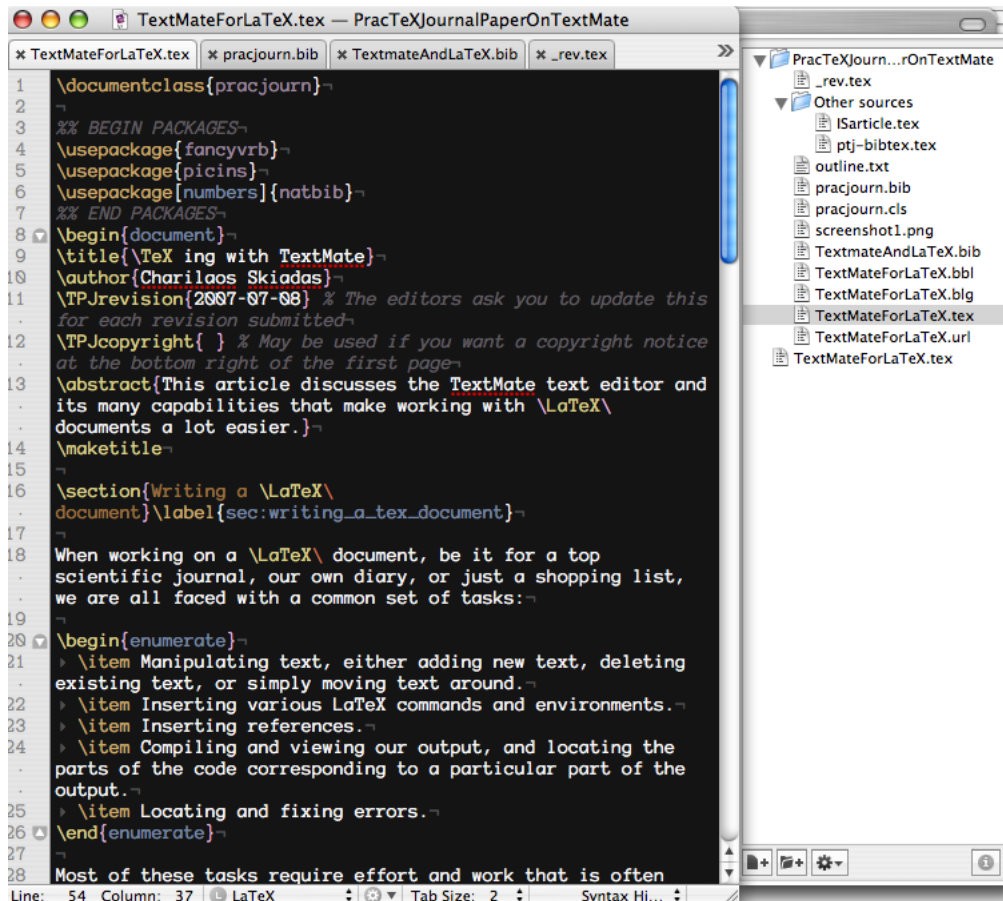 TextMateForLaTeX.tex — PracTeXJournalPaperOnTextMate
TextMateForLaTeX.tex
pracjourn.bib
TextmateAndLaTeX.bib
_rev.tex
»
1 \documentclass{pracjourn}¬
2 ¬
3 %% BEGIN PACKAGES¬
4 \usepackage{fancyvrb}¬
5 \usepackage{picins}¬
6 \usepackage[numbers]{natbib}¬
7 %% END PACKAGES¬
8 \begin{document}¬
9 \title{\TeX ing with TextMate}¬
10 \author{Charilaos Skiadas}¬
11 \TPJrevision{2007-07-08} % The editors ask you to update this
for each revision submitted¬
12 \TPJcopyright{ } % May be used if you want a copyright notice
at the bottom right of the first page¬
13 \abstract{This article discusses the TextMate text editor and
its many capabilities that make working with \LaTeX\
documents a lot easier.}¬
14 \maketitle¬
15 ¬
16 \section{Writing a \LaTeX\
document}\label{sec:writing_a_tex_document}¬
17 ¬
18 When working on a \LaTeX\ document, be it for a top
scientific journal, our own diary, or just a shopping list,
we are all faced with a common set of tasks:¬
19 ¬
20 \begin{enumerate}¬
21 \item Manipulating text, either adding new text, deleting
existing text, or simply moving text around.¬
22 \item Inserting various LaTeX commands and environments.¬
23 \item Inserting references.¬
24 \item Compiling and viewing our output, and locating the
parts of the code corresponding to a particular part of the
output.¬
25 \item Locating and fixing errors.¬
26 \end{enumerate}¬
27 ¬
28 Most of these tasks require effort and work that is often
Line: 54 Column: 37 L LaTeX Tab Size: 2 Syntax Hi...
PracTeXJourn...rOnTextMate
_rev.tex
Other sources
ISarticle.tex
ptj-bibtex.tex
outline.txt
pracjourn.bib
pracjourn.cls
screenshot1.png
TextmateAndLaTeX.bib
TextMateForLaTeX.bbl
TextMateForLaTeX.blg
TextMateForLaTeX.tex
TextMateForLaTeX.url
TextMateForLaTeX.tex